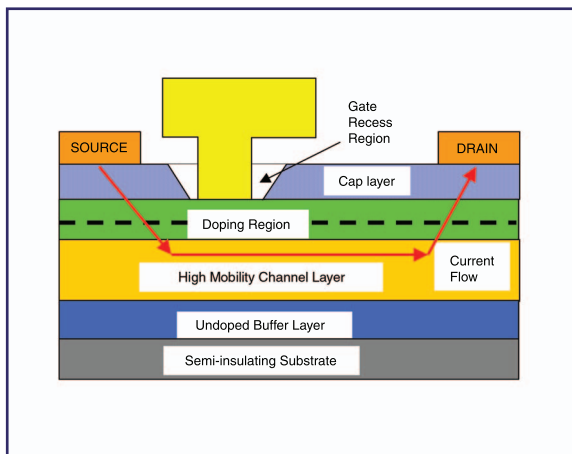 Gate
Recess
Region
SOURCE
DRAIN
Cap layer
Doping Region
Current
Flow
High Mobility Channel Layer
Undoped Buffer Layer
Semi-insulating Substrate